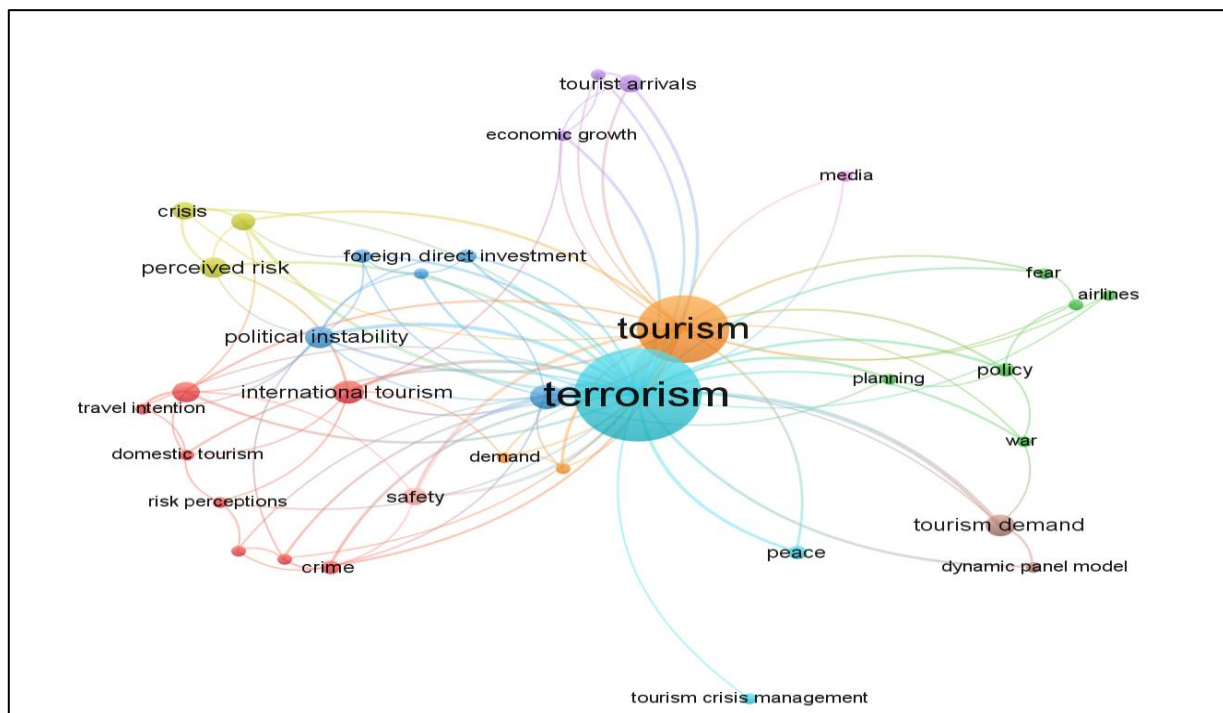 tourist arrivals
economic growth
media
crisis
foreign direct investment
perceived risk
fear
airlines
tourism
political instability
policy
planning
international tourism
terrorism
travel intention
war
domestic tourism
demand
risk perceptions
safety
tourism demand
peace
crime
dynamic panel model
tourism crisis management